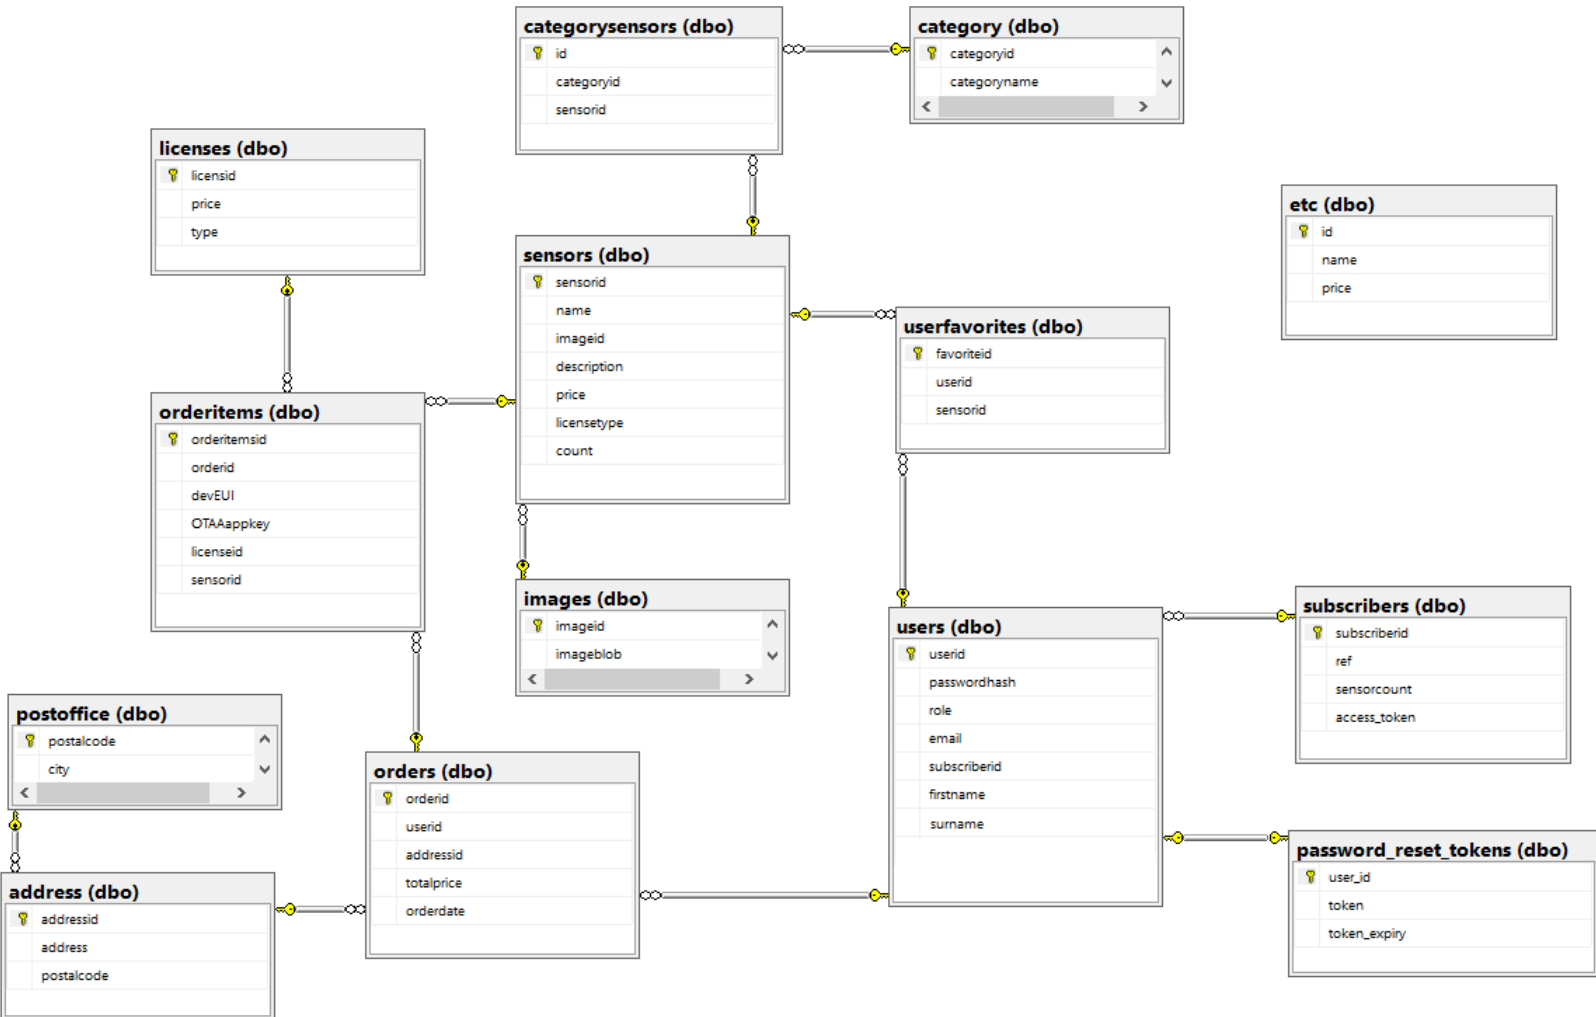 categorysensors (dbo)
id
categoryid
sensorid
category (dbo)
categoryid
categoryname
licenses (dbo)
licensid
price
type
etc (dbo)
id
name
price
sensors (dbo)
sensorid
name
imageid
description
price
licensetype
count
userfavorites (dbo)
favoriteid
userid
sensorid
orderitems (dbo)
orderitemsid
orderid
devEUI
OTAAappkey
licenseid
sensorid
images (dbo)
imageid
imageblob
users (dbo)
userid
passwordhash
role
email
subscriberid
firstname
surname
subscribers (dbo)
subscriberid
ref
sensorcount
access_token
postoffice (dbo)
postalcode
city
orders (dbo)
orderid
userid
addressid
totalprice
orderdate
password_reset_tokens (dbo)
user_id
token
token_expiry
address (dbo)
addressid
address
postalcode